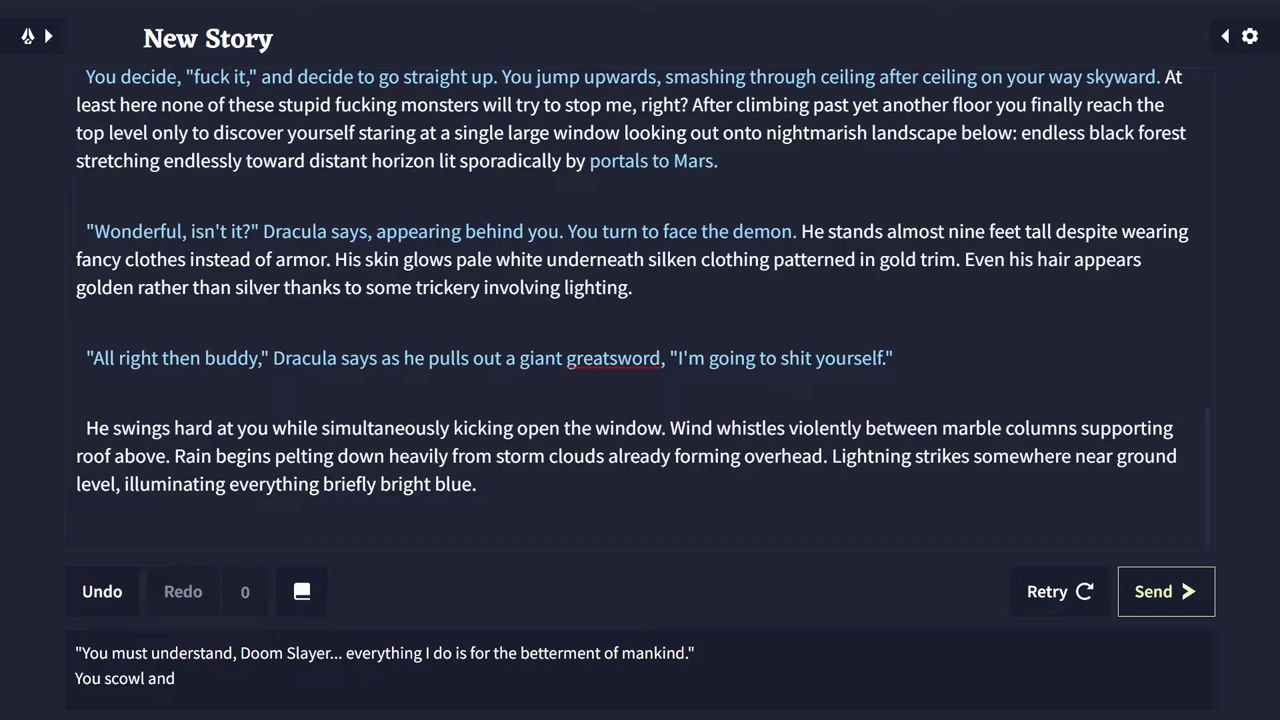 New Story
You decide, "fuck it," and decide to go straight up. You jump upwards, smashing through ceiling after ceiling on your way skyward. At
least here none of these stupid fucking monsters will try to stop me, right? After climbing past yet another floor you finally reach the
top level only to discover yourself staring at a single large window looking out onto nightmarish landscape below: endless black forest
stretching endlessly toward distant horizon lit sporadically by portals to Mars.
"Wonderful, isn't it?" Dracula says, appearing behind you. You turn to face the demon. He stands almost nine feet tall despite wearing
fancy clothes instead of armor. His skin glows pale white underneath silken clothing patterned in gold trim. Even his hair appears
golden rather than silver thanks to some trickery involving lighting.
"All right then buddy," Dracula says as he pulls out a giant greatsword, "I'm going to shit yourself."
He swings hard at you while simultaneously kicking open the window. Wind whistles violently between marble columns supporting
roof above. Rain begins pelting down heavily from storm clouds already forming overhead. Lightning strikes somewhere near ground
level, illuminating everything briefly bright blue.
Undo Redo 0 Retry Send
"You must understand, Doom Slayer... everything I do is for the betterment of mankind."
You scowl and